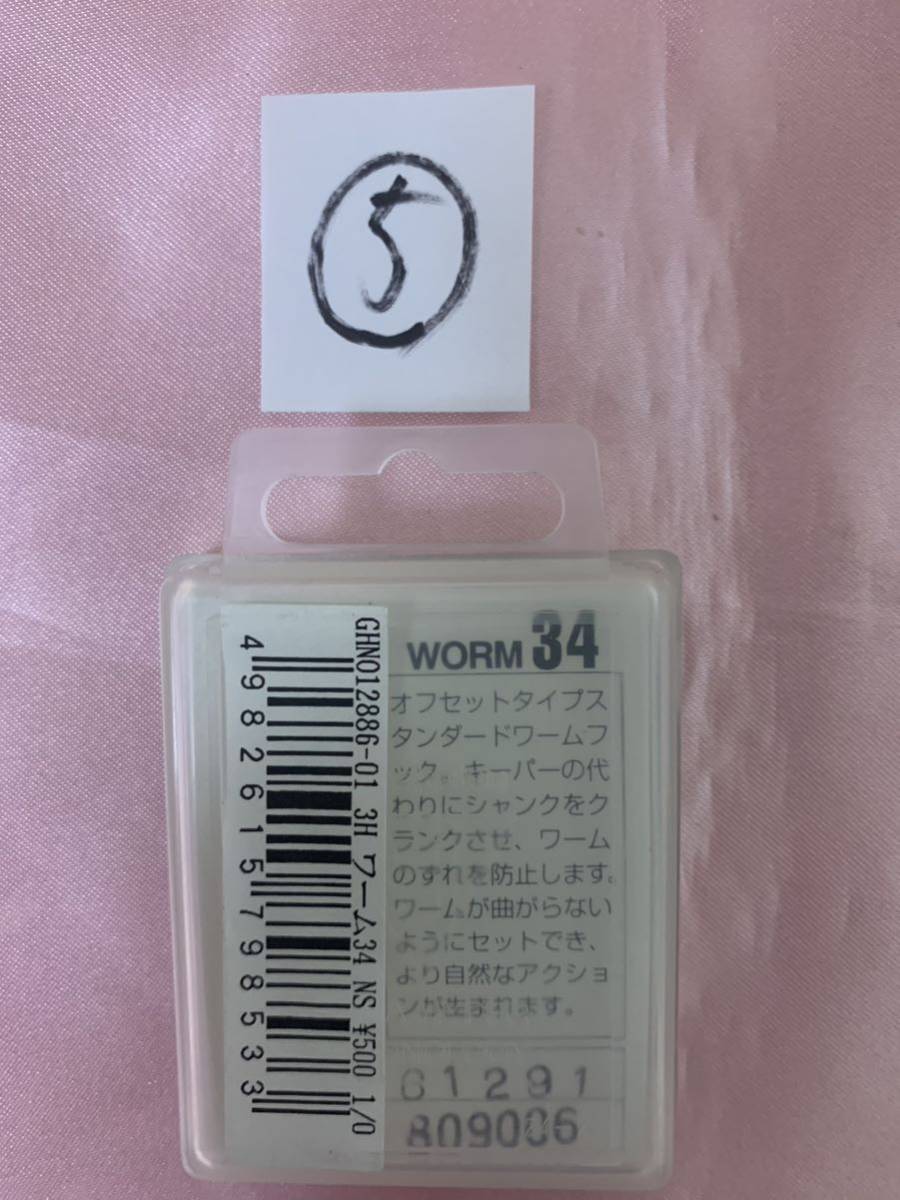 5
WORM 34
オフセットタイプス
タンダードワームフ
ック。キーパーの代
わりにシャンクをク
ランクさせ、ワーム
のずれを防止します。
ワームが曲がらない
ようにセットでき、
より自然なアクショ
ンが生まれます。
61291
809006
GHN012886-01 3H ワーム34 NS ¥500 1/0
4982615798533